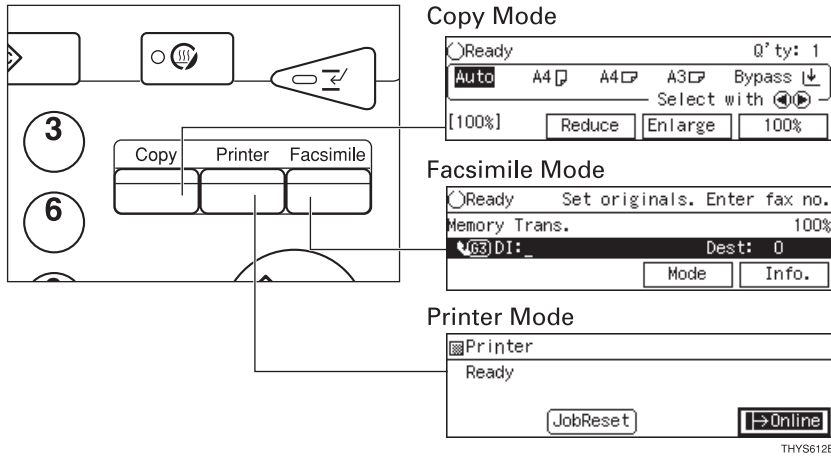 Copy Mode
Ready Q'ty: 1
Auto A4 A4 A3 Bypass
Select with
[100%] Reduce Enlarge 100%
3
Copy Printer Facsimile
6
Facsimile Mode
Ready Set originals. Enter fax no.
Memory Trans. 100%
G3 DI:_ Dest: 0
Mode Info.
Printer Mode
Printer
Ready
JobReset Online
THYS612E